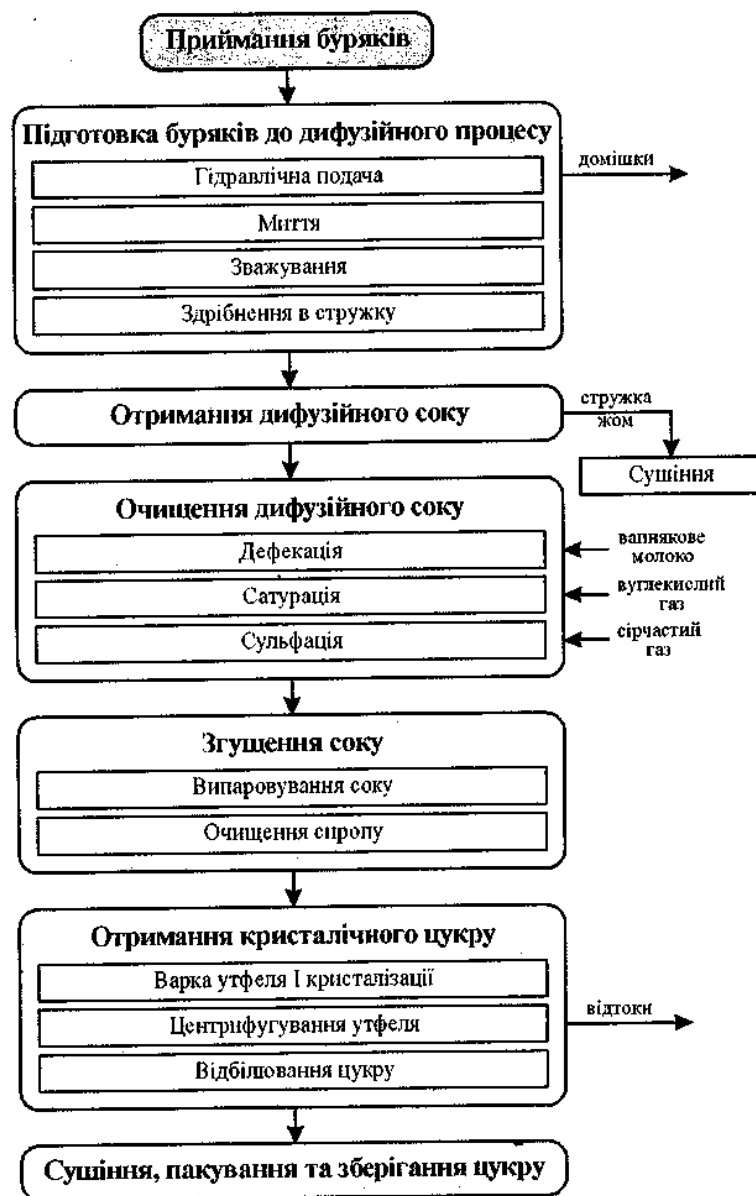 Приймання буряків
Підготовка буряків до дифузійного процесу
домішки
Гідравлічна подача
Миття
Зважування
Здрібнення в стружку
Отримання дифузійного соку
стружка
жом
Сушіння
Очищення дифузійного соку
Дефекація
вапнякове
молоко
Сатурація
вуглекислий
газ
Сульфація
сірчастий
газ
Згущення соку
Випаровування соку
Очищення сиропу
Отримання кристалічного цукру
Варка утфеля I кристалізації
Центрифугування утфеля
відтоки
Відбілювання цукру
Сушіння, пакування та зберігання цукру